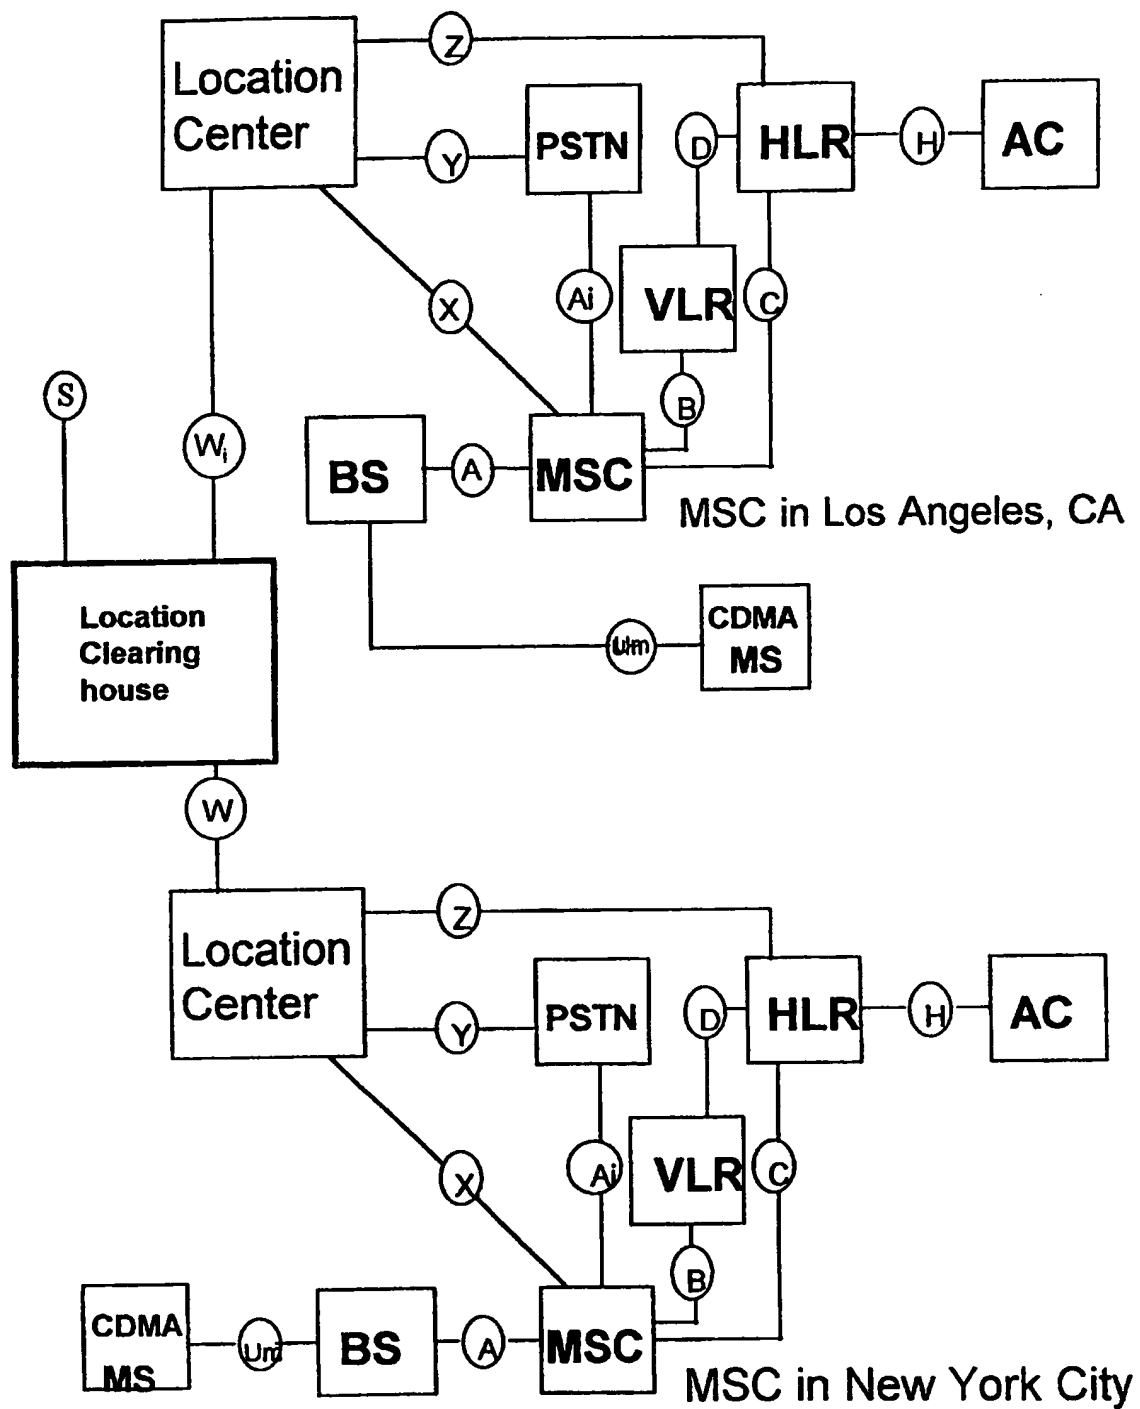 Z
Location
Center
PSTN
HLR
AC
D
H
Y
Ai
VLR
C
X
S
B
Wi
BS
A
MSC
MSC in Los Angeles, CA
Location
Clearing
house
CDMA
MS
Um
W
Z
Location
Center
PSTN
HLR
AC
D
H
Y
Ai
VLR
C
X
B
CDMA
MS
Um
BS
A
MSC
MSC in New York City